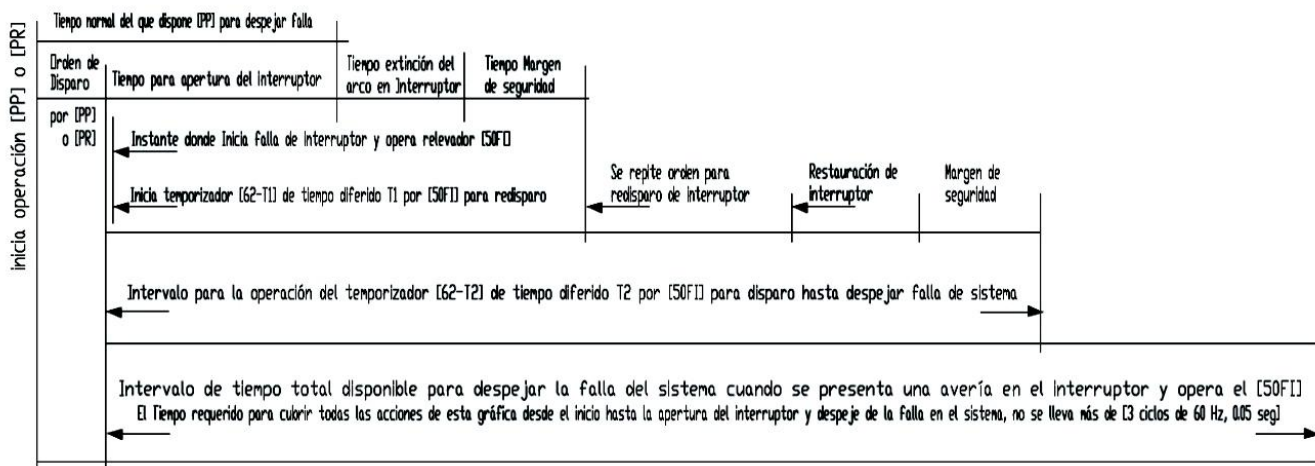 inicia operación [PP] o [PR]
Tiempo normal del que dispone [PP] para despejar falla
Orden de
Disparo
por [PP]
o [PR]
Tiempo para apertura del interruptor
Tiempo extinción del
arco en Interruptor
Tiempo Margen
de seguridad
Instante donde Inicia falla de interruptor y opera relevador [50FI]
Inicia temporizador [62-T1] de tiempo diferido T1 por [50FI] para redisparo
Se repite orden para
redisparo de interruptor
Restauración de
interruptor
Margen de
seguridad
Intervalo para la operación del temporizador [62-T2] de tiempo diferido T2 por [50FI] para disparo hasta despejar falla de sistema
Intervalo de tiempo total disponible para despejar la falla del sistema cuando se presenta una avería en el interruptor y opera el [50FI]
El Tiempo requerido para cubrir todas las acciones de esta gráfica desde el inicio hasta la apertura del interruptor y despeje de la falla en el sistema, no se lleva más de [3 ciclos de 60 Hz, 0.05 seg]